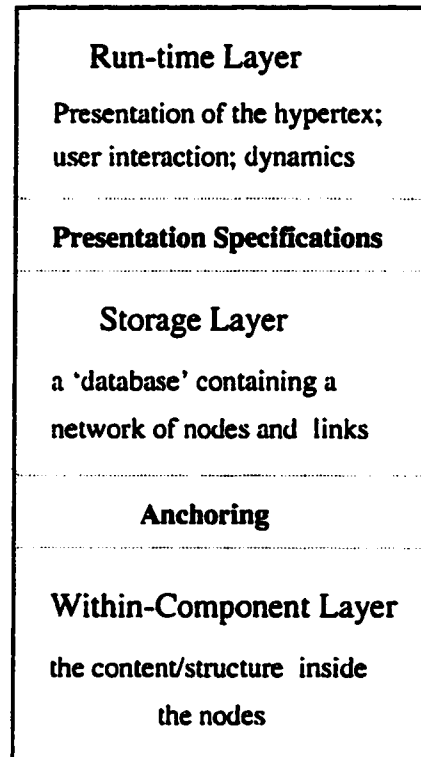 Run-time Layer
Presentation of the hypertex;
user interaction; dynamics
Presentation Specifications
Storage Layer
a 'database' containing a
network of nodes and links
Anchoring
Within-Component Layer
the content/structure inside
the nodes